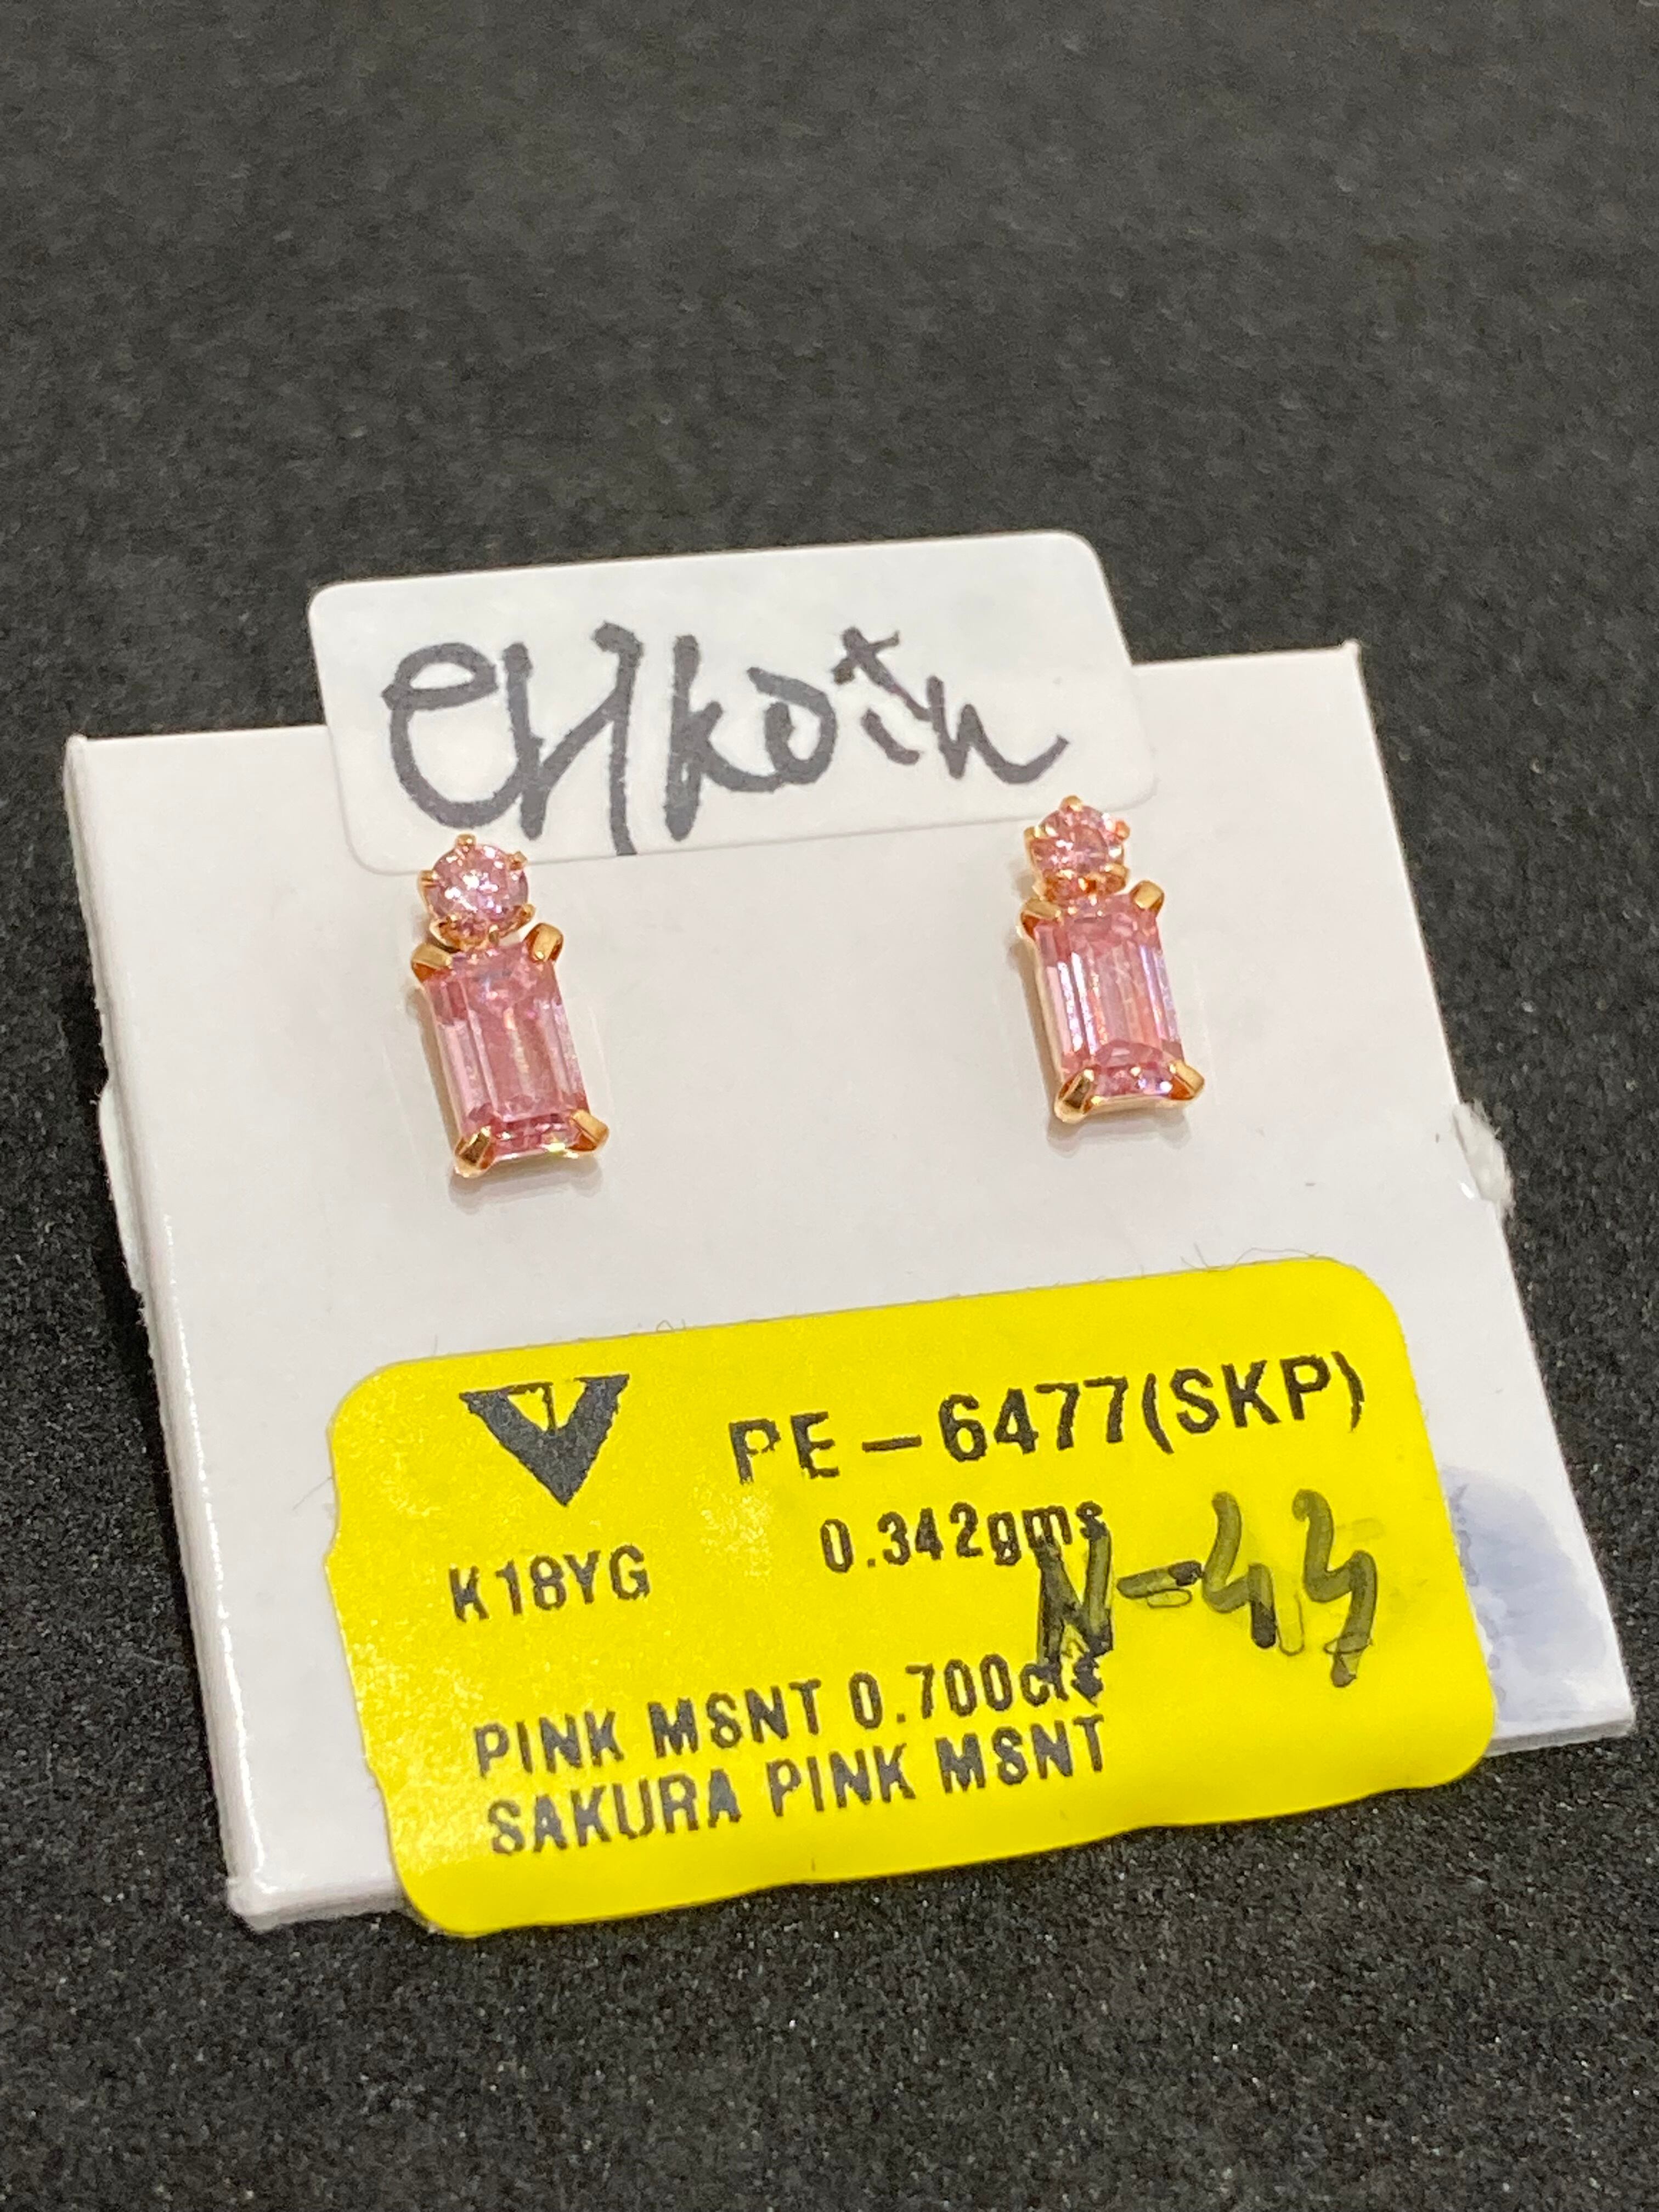 PE-6477(SKP)
K18YG 0.342gms
N-43
PINK MSNT 0.700cts
SAKURA PINK MSNT